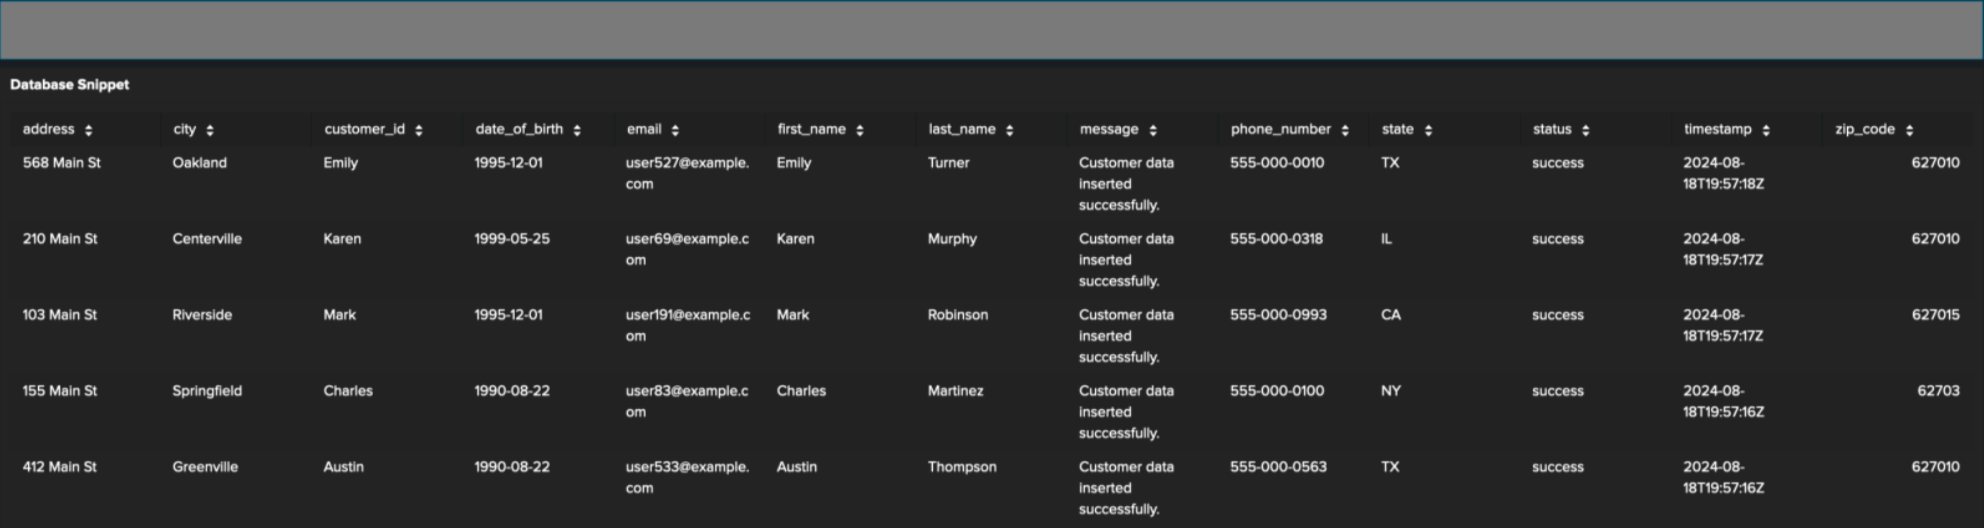 Database Snippet
address city customer_id date_of_birth email first_name last_name message phone_number state status timestamp zip_code
568 Main St Oakland Emily 1995-12-01 user527@example. Emily Turner Customer data 555-000-0010 TX success 2024-08- 627010
com inserted 18T19:57:18Z
successfully.
210 Main St Centerville Karen 1999-05-25 user69@example.c Karen Murphy Customer data 555-000-0318 IL success 2024-08- 627010
om inserted 18T19:57:17Z
successfully.
103 Main St Riverside Mark 1995-12-01 user191@example.c Mark Robinson Customer data 555-000-0993 CA success 2024-08- 627015
om inserted 18T19:57:17Z
successfully.
155 Main St Springfield Charles 1990-08-22 user83@example.c Charles Martinez Customer data 555-000-0100 NY success 2024-08- 62703
om inserted 18T19:57:16Z
successfully.
412 Main St Greenville Austin 1990-08-22 user533@example. Austin Thompson Customer data 555-000-0563 TX success 2024-08- 627010
com inserted 18T19:57:16Z
successfully.